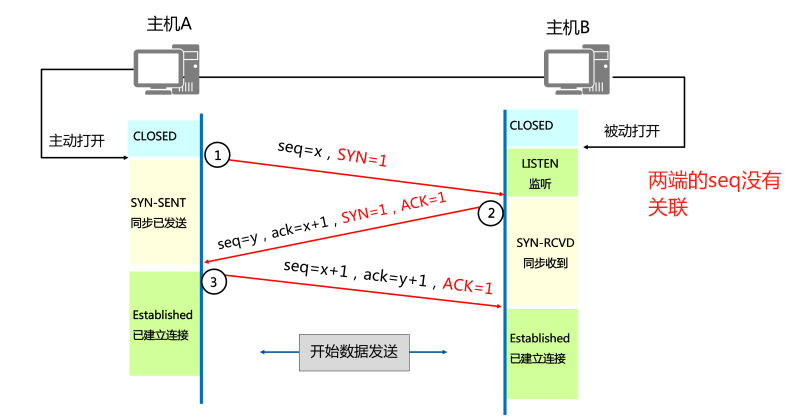 主机A
主机B
主动打开
被动打开
CLOSED
CLOSED
① seq=x，SYN=1
LISTEN
监听
两端的seq没有
关联
SYN-SENT
同步已发送
② seq=y，ack=x+1，SYN=1，ACK=1
SYN-RCVD
同步收到
③ seq=x+1，ack=y+1，ACK=1
Established
已建立连接
Established
已建立连接
开始数据发送